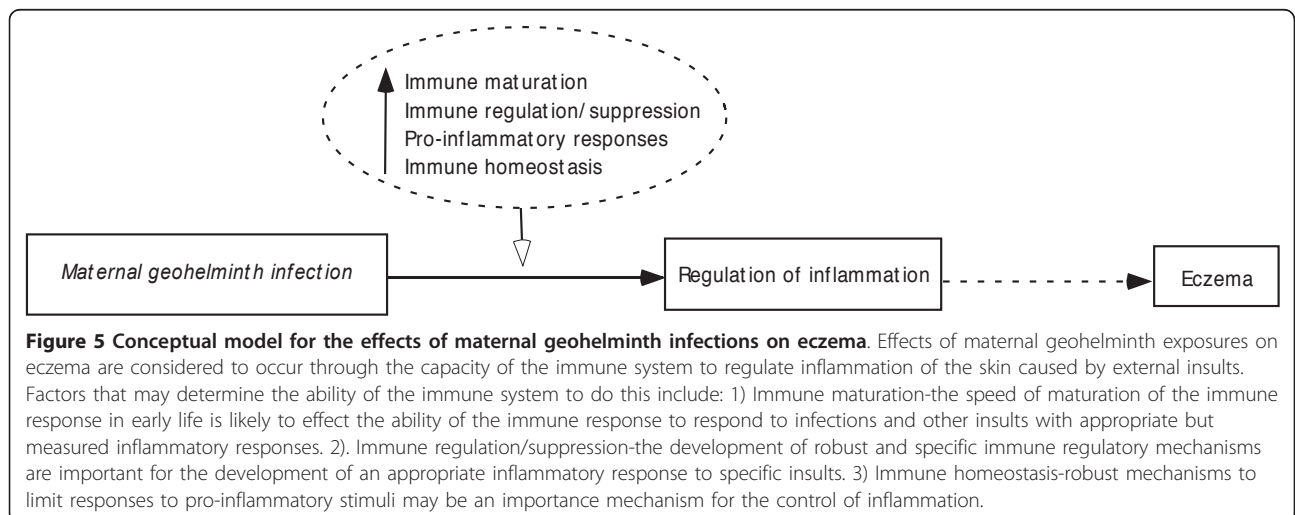 Immune maturation
Immune regulation/ suppression
Pro-inflammatory responses
Immune homeostasis
Maternal geohelminth infection
Regulation of inflammation
Eczema
Figure 5 Conceptual model for the effects of maternal geohelminth infections on eczema. Effects of maternal geohelminth exposures on
eczema are considered to occur through the capacity of the immune system to regulate inflammation of the skin caused by external insults.
Factors that may determine the ability of the immune system to do this include: 1) Immune maturation-the speed of maturation of the immune
response in early life is likely to effect the ability of the immune response to respond to infections and other insults with appropriate but
measured inflammatory responses. 2). Immune regulation/suppression-the development of robust and specific immune regulatory mechanisms
are important for the development of an appropriate inflammatory response to specific insults. 3) Immune homeostasis-robust mechanisms to
limit responses to pro-inflammatory stimuli may be an importance mechanism for the control of inflammation.